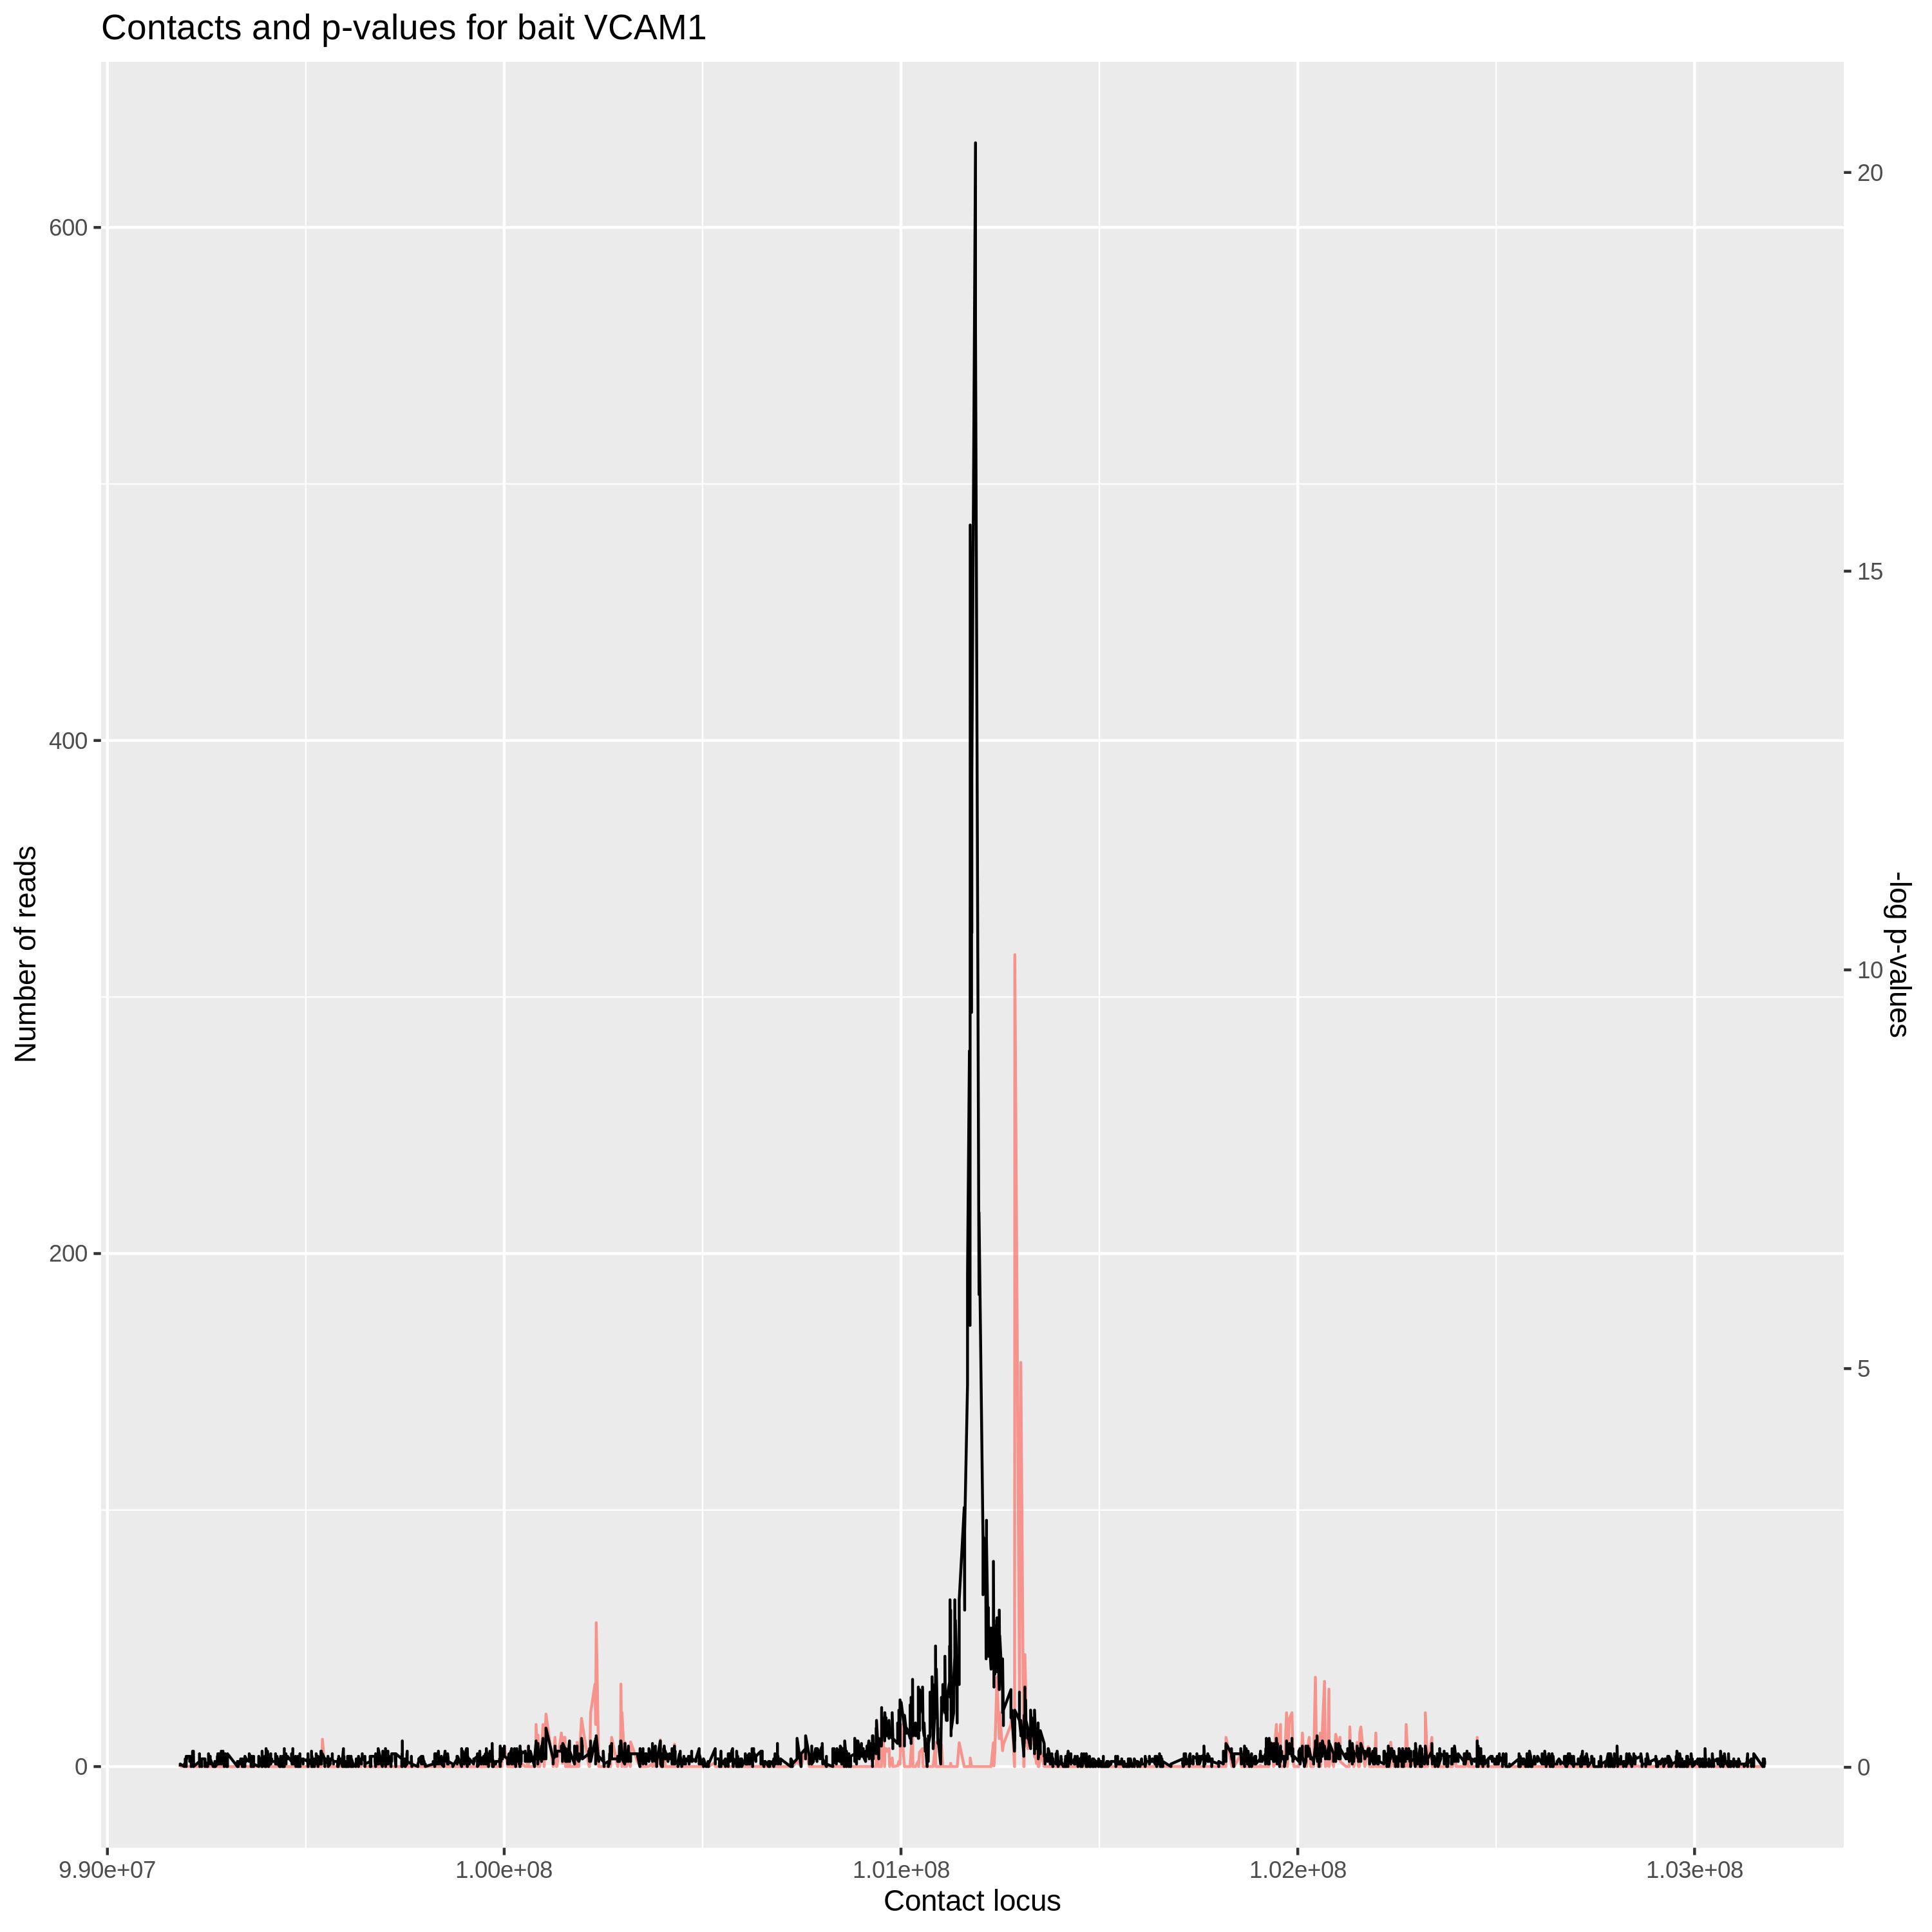 Contacts and p-values for bait VCAM1
600
400
200
0
Number of reads
20
15
10
5
0
-log p-values
9.90e+07 1.00e+08 1.01e+08 1.02e+08 1.03e+08
Contact locus